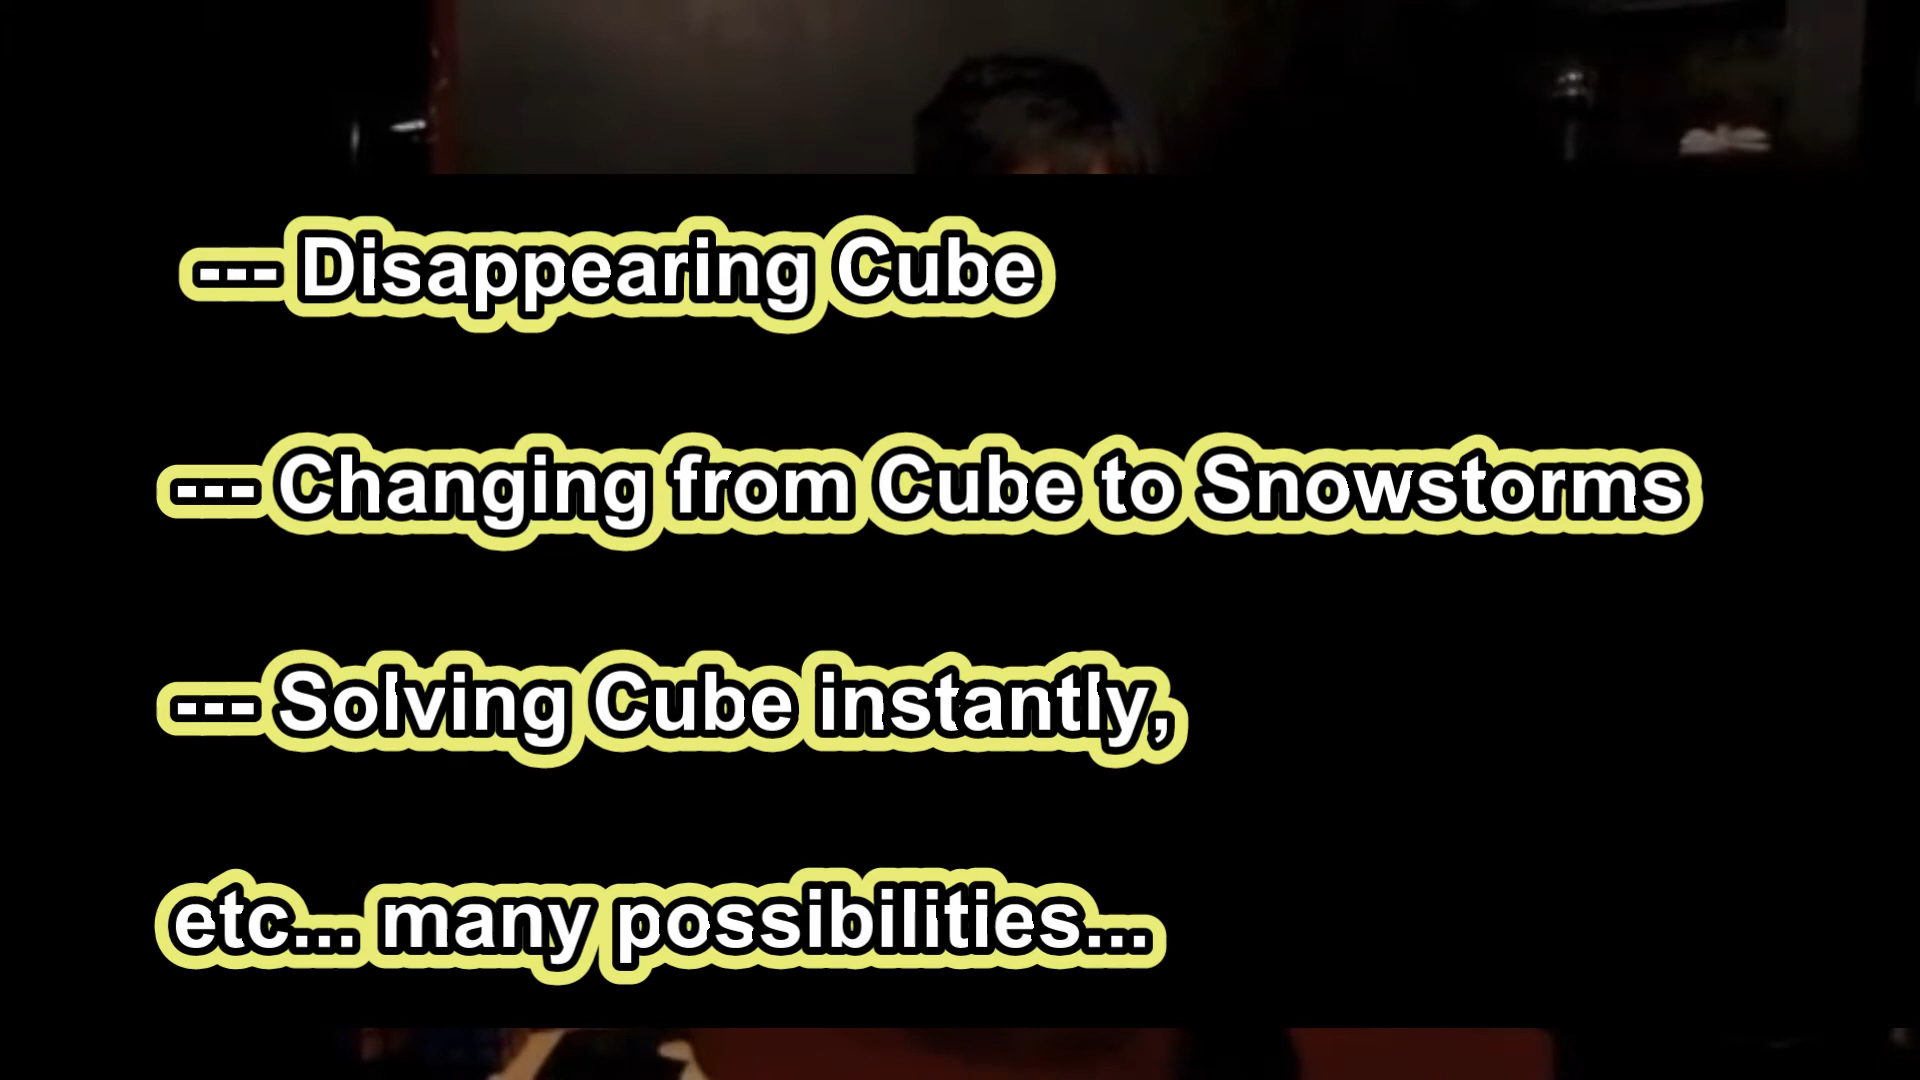 --- Disappearing Cube
--- Changing from Cube to Snowstorms
--- Solving Cube instantly,
etc... many possibilities...